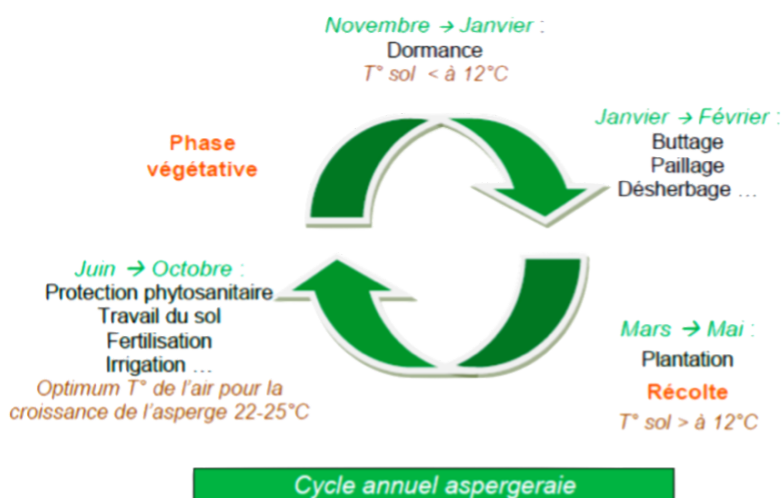 Novembre → Janvier :
Dormance
T° sol < à 12°C
Janvier → Février :
Buttage
Paillage
Désherbage ...
Phase
végétative
Juin → Octobre :
Protection phytosanitaire
Travail du sol
Fertilisation
Irrigation ...
Optimum T° de l'air pour la
croissance de l'asperge 22-25°C
Mars → Mai :
Plantation
Récolte
T° sol > à 12°C
Cycle annuel aspergeraie